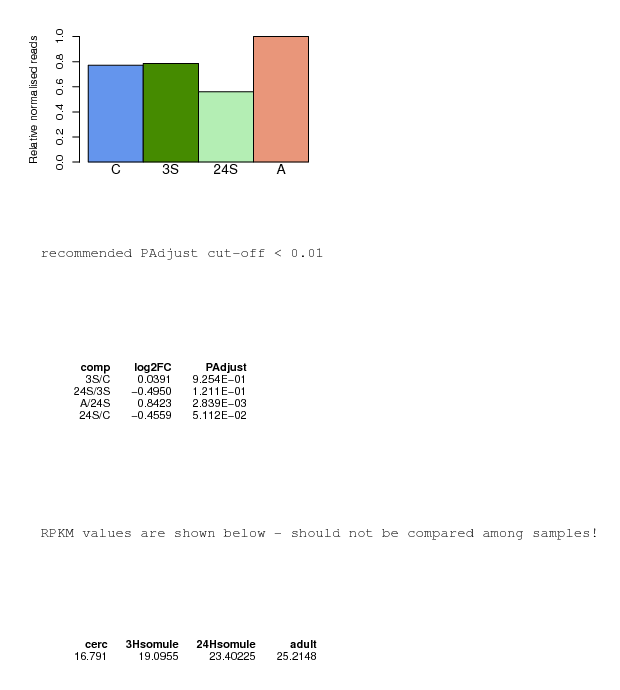 Relative normalised reads
1.0
0.8
0.6
0.4
0.2
0.0
C 3S 24S A
recommended PAdjust cut-off < 0.01
comp log2FC PAdjust
3S/C 0.0391 9.254E−01
24S/3S −0.4950 1.211E−01
A/24S 0.8423 2.839E−03
24S/C −0.4559 5.112E−02
RPKM values are shown below - should not be compared among samples!
cerc 3Hsomule 24Hsomule adult
16.791 19.0955 23.40225 25.2148